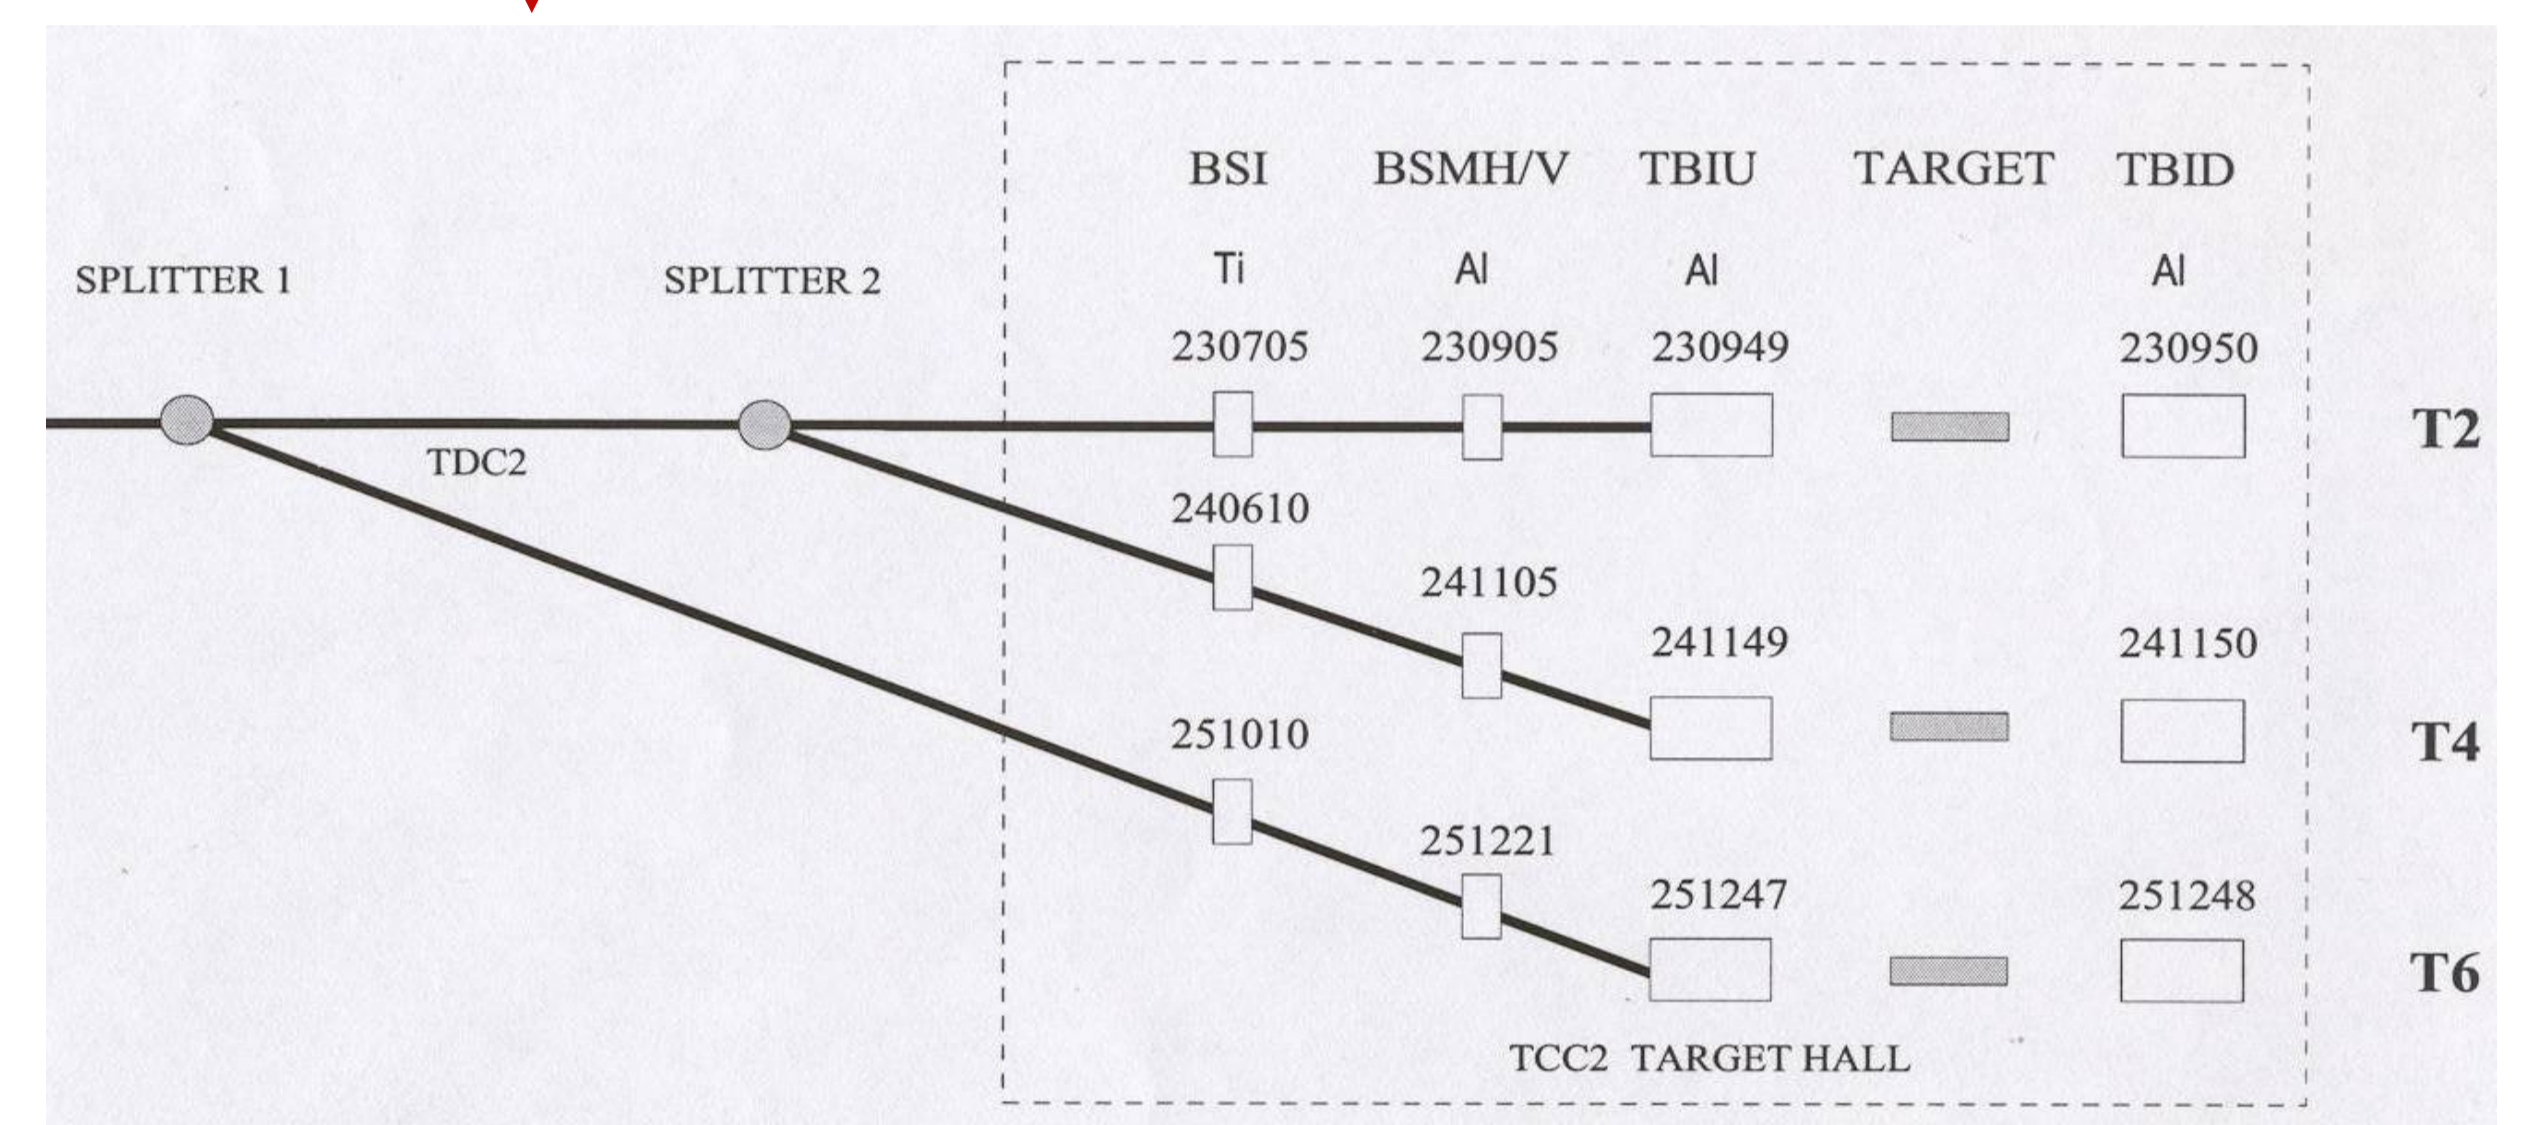 BSI BSMH/V TBIU TARGET TBID
Ti Al Al Al
SPLITTER 1 SPLITTER 2
230705 230905 230949 230950
T2
TDC2
240610
241105
241149 241150
T4
251010
251221
251247 251248
T6
TCC2 TARGET HALL